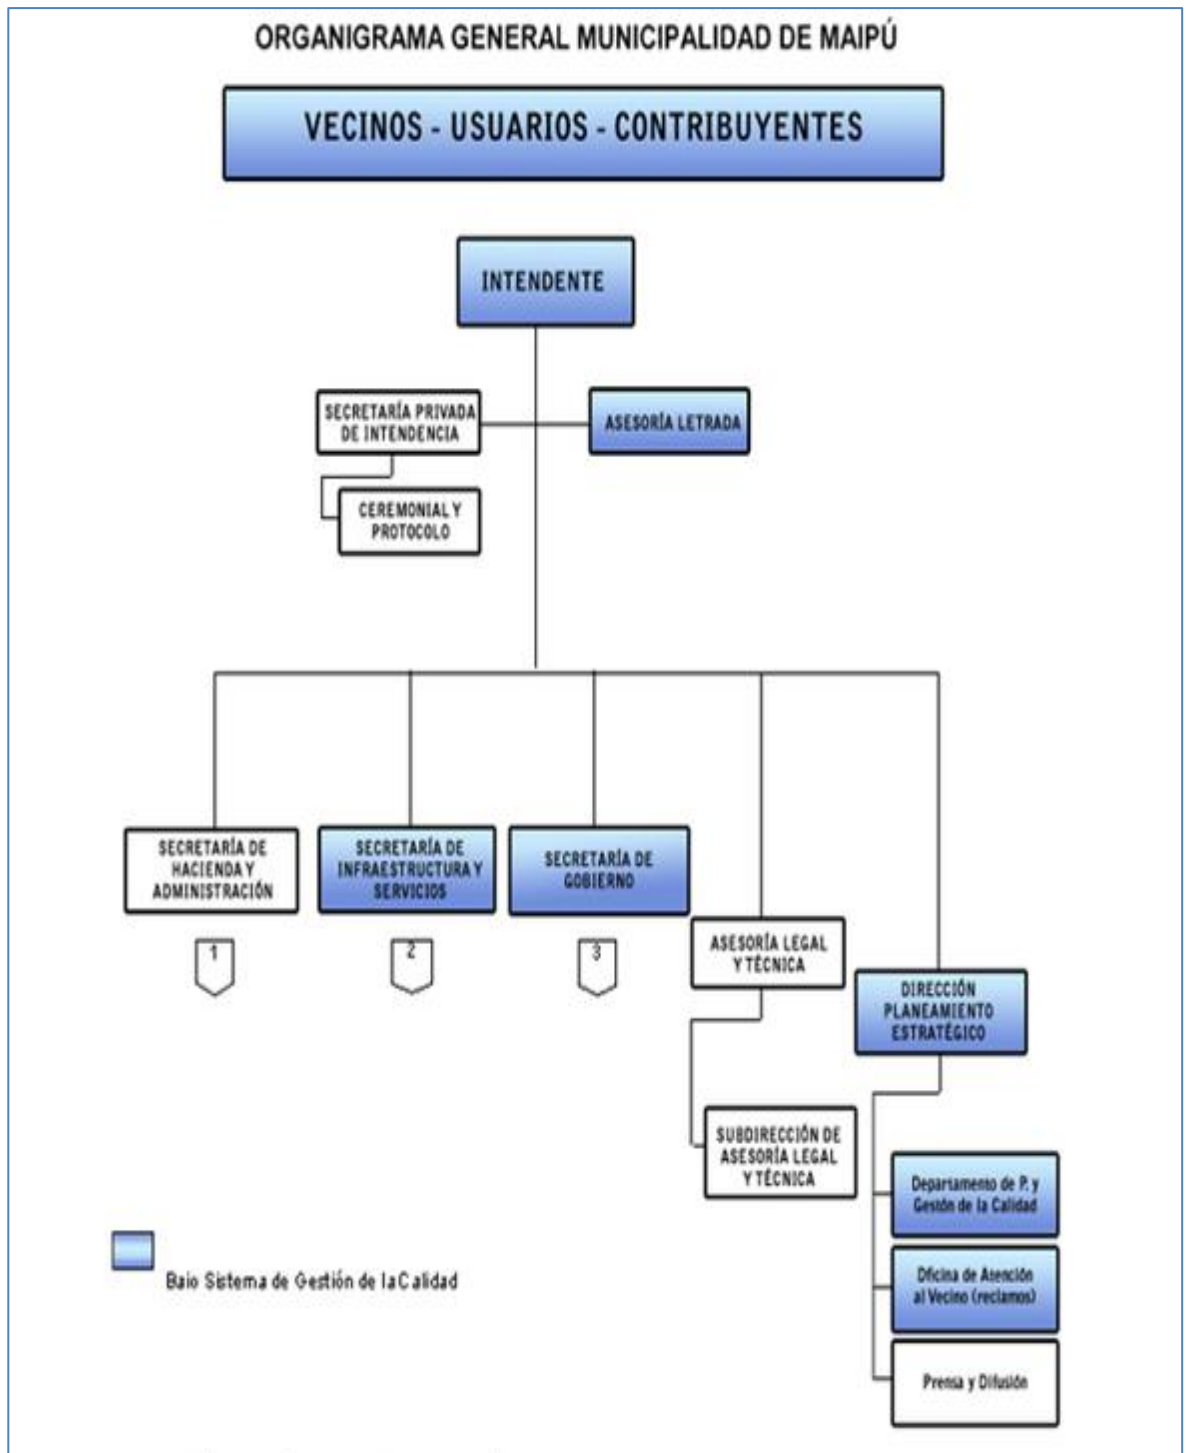 ORGANIGRAMA GENERAL MUNICIPALIDAD DE MAIPÚ
VECINOS - USUARIOS - CONTRIBUYENTES
INTENDENTE
SECRETARÍA PRIVADA
DE INTENDENCIA
ASESORÍA LETRADA
CEREMONIAL Y
PROTOCOLO
SECRETARÍA DE
HACIENDA Y
ADMINISTRACIÓN
SECRETARÍA DE
INFRAESTRUCTURA Y
SERVICIOS
SECRETARÍA DE
GOBIERNO
1
2
3
ASESORÍA LEGAL
Y TÉCNICA
DIRECCIÓN
PLANEAMIENTO
ESTRATÉGICO
SUBDIRECCIÓN DE
ASESORÍA LEGAL
Y TÉCNICA
Departamento de P. y
Gestón de la Calidad
Oficina de Atención
al Vecino (reclamos)
Prensa y Difusión
Bajo Sistema de Gestión de la Calidad